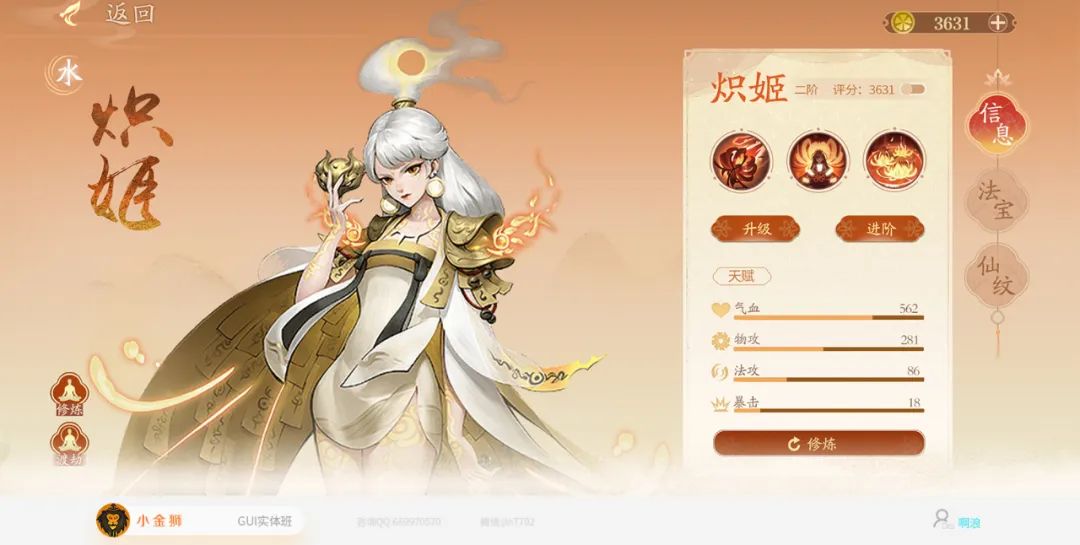 返回
3631
水
炽姬
炽姬 二阶 评分: 3631
信息
法宝
仙纹
升级 进阶
天赋
气血 562
物攻 281
法攻 86
暴击 18
修炼
修炼
渡劫
小金狮 GUI实体班
咨询QQ:669970570
啊浪